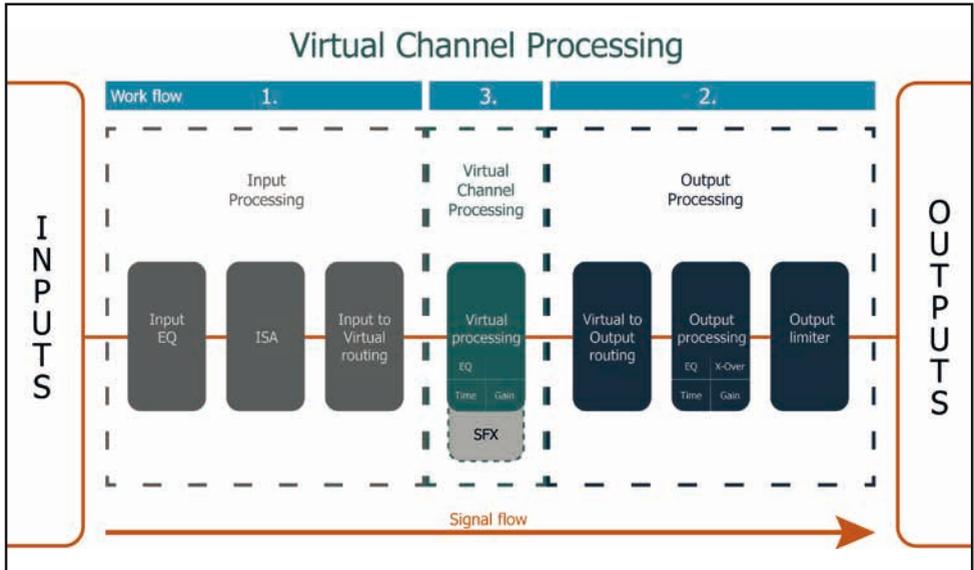 Virtual Channel Processing
Work flow 1. 3. 2.
INPUTS
Input
Processing
Virtual
Channel
Processing
Output
Processing
Input
EQ
ISA
Input to
Virtual
routing
Virtual
processing
EQ
Time Gain
SFX
Virtual to
Output
routing
Output
processing
EQ X-Over
Time Gain
Output
limiter
OUTPUTS
Signal flow